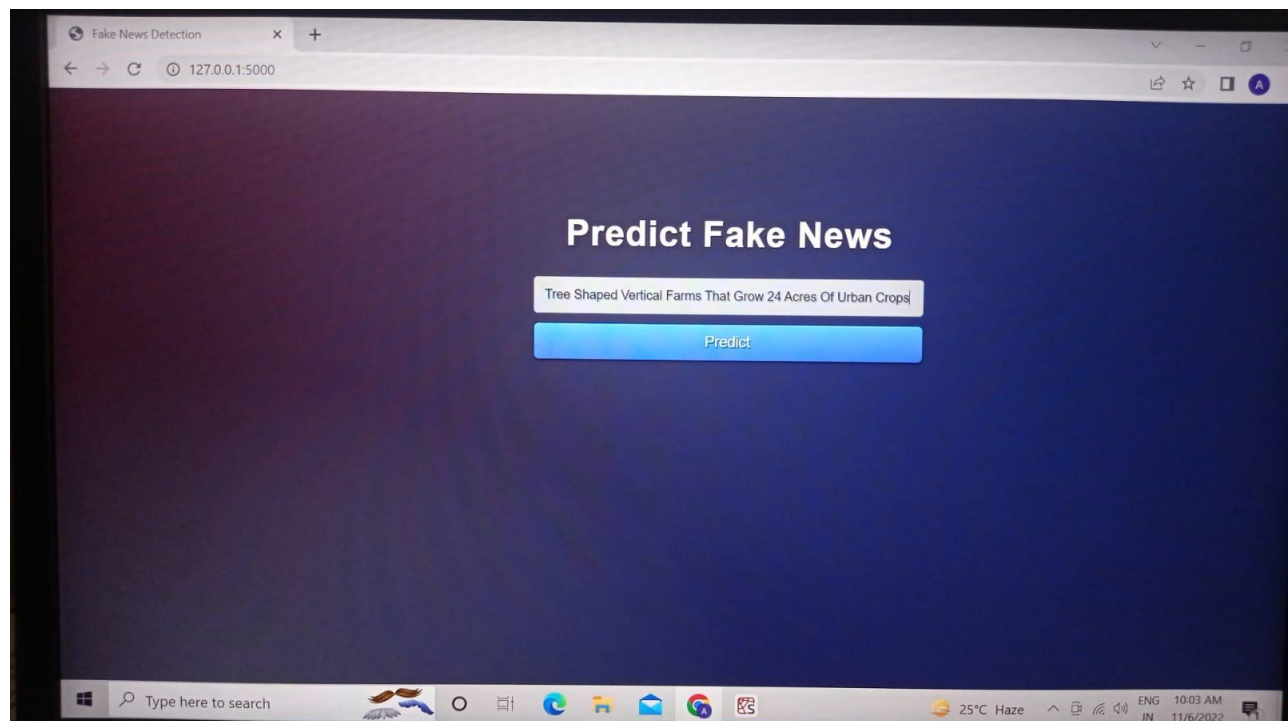 Fake News Detection
127.0.0.1:5000
A
Predict Fake News
Tree Shaped Vertical Farms That Grow 24 Acres Of Urban Crops
Predict
Type here to search
25°C Haze
ENG
IN
10:03 AM
11/6/2022